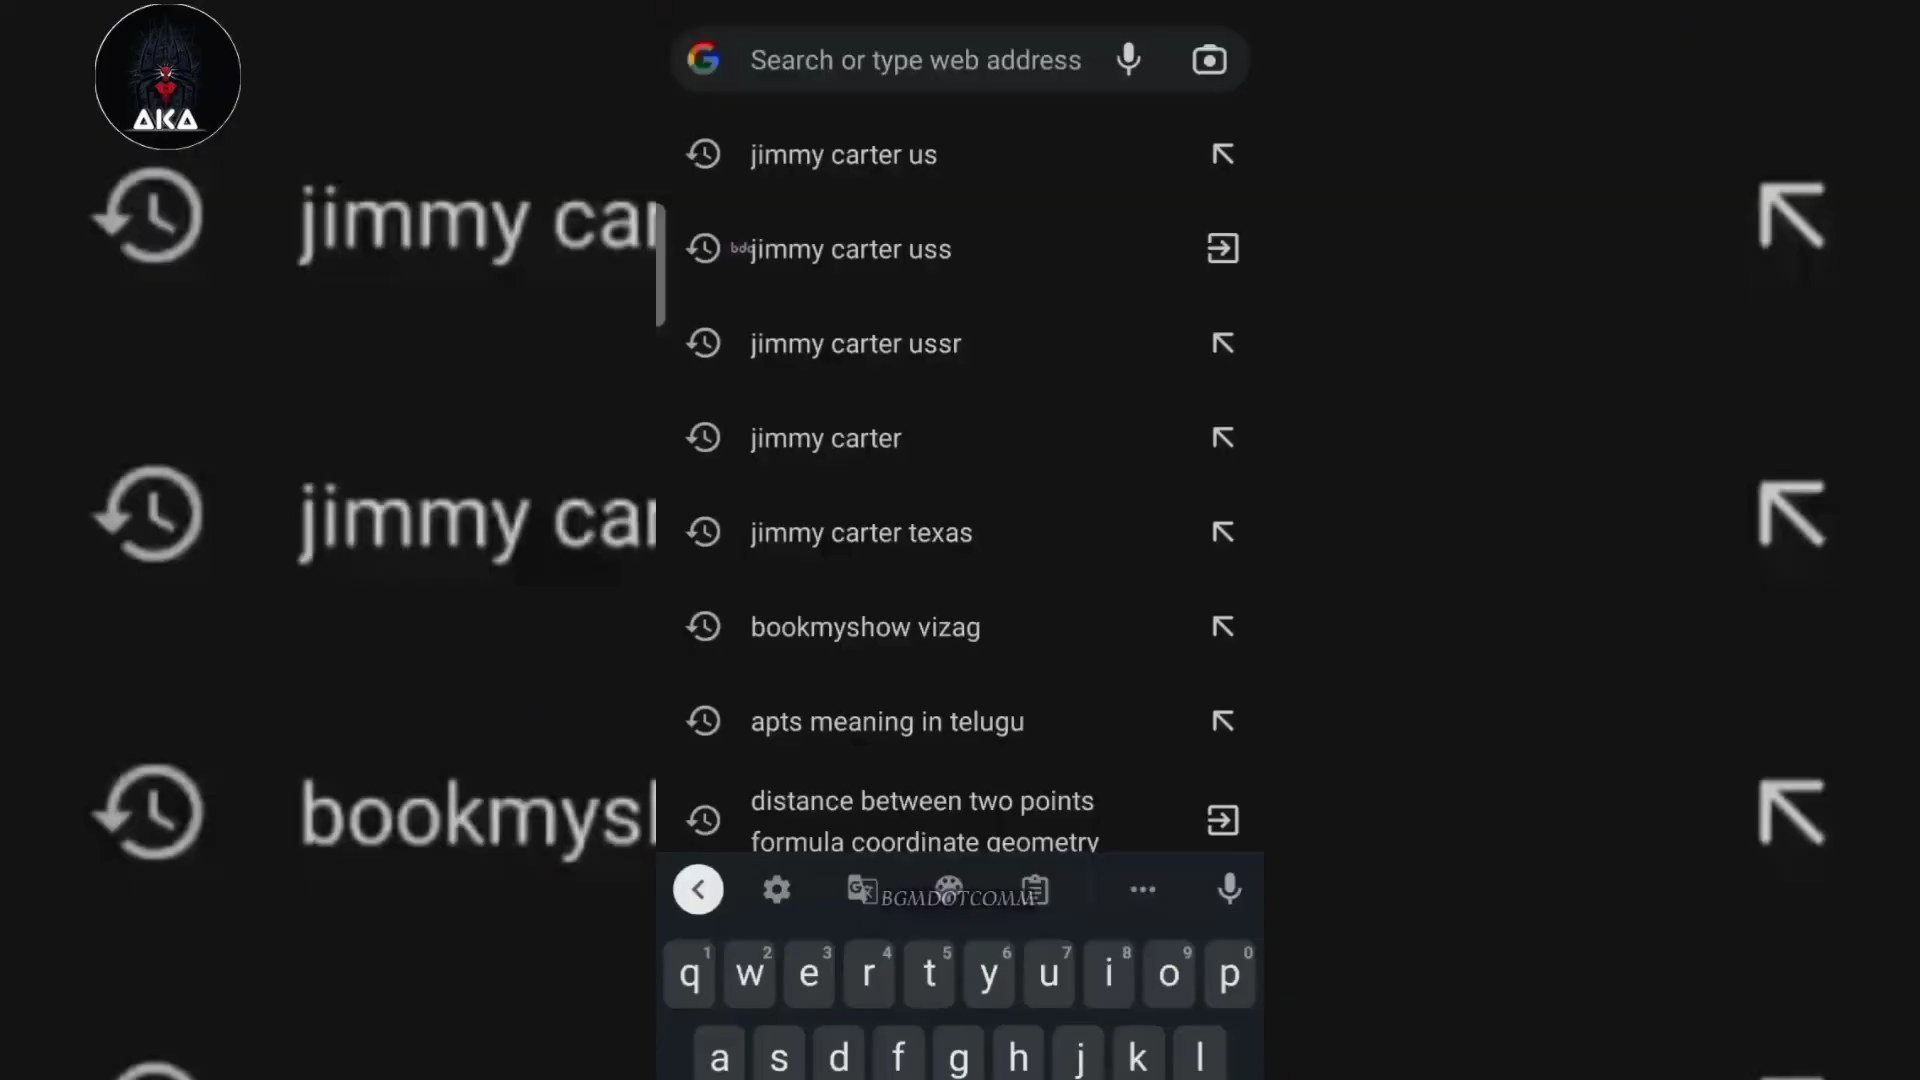 AKA
Search or type web address
jimmy carter us
jimmy carter uss
jimmy carter ussr
jimmy carter
jimmy carter texas
bookmyshow vizag
apts meaning in telugu
distance between two points
formula coordinate geometry
jimmy car
jimmy car
bookmys
BGMDOTCOMM
1 2 3 4 5 6 7 8 9 0
q w e r t y u i o p
a s d f g h j k l